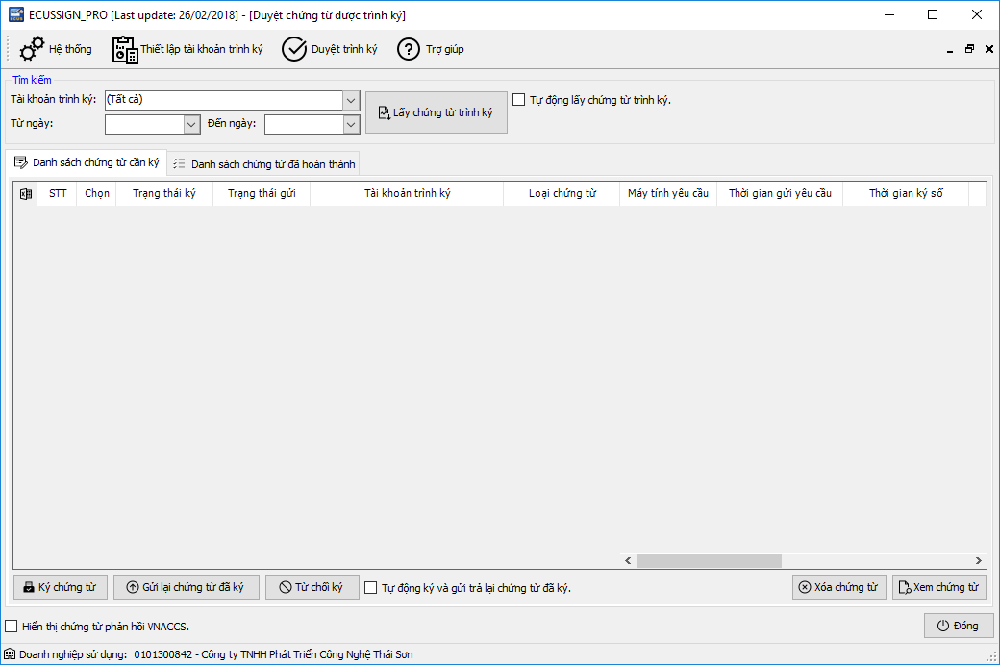 ECUSSIGN_PRO [Last update: 26/02/2018] - [Duyệt chứng từ được trình ký]
Hệ thống Thiết lập tài khoản trình ký Duyệt trình ký Trợ giúp
Tìm kiếm
Tài khoản trình ký: (Tất cả) Lấy chứng từ trình ký Tự động lấy chứng từ trình ký.
Từ ngày: Đến ngày:
Danh sách chứng từ cần ký Danh sách chứng từ đã hoàn thành
STT Chọn Trạng thái ký Trạng thái gửi Tài khoản trình ký Loại chứng từ Máy tính yêu cầu Thời gian gửi yêu cầu Thời gian ký số
Ký chứng từ Gửi lại chứng từ đã ký Từ chối ký Tự động ký và gửi trả lại chứng từ đã ký. Xóa chứng từ Xem chứng từ
Hiển thị chứng từ phản hồi VNACCS. Đóng
Doanh nghiệp sử dụng: 0101300842 - Công ty TNHH Phát Triển Công Nghệ Thái Sơn